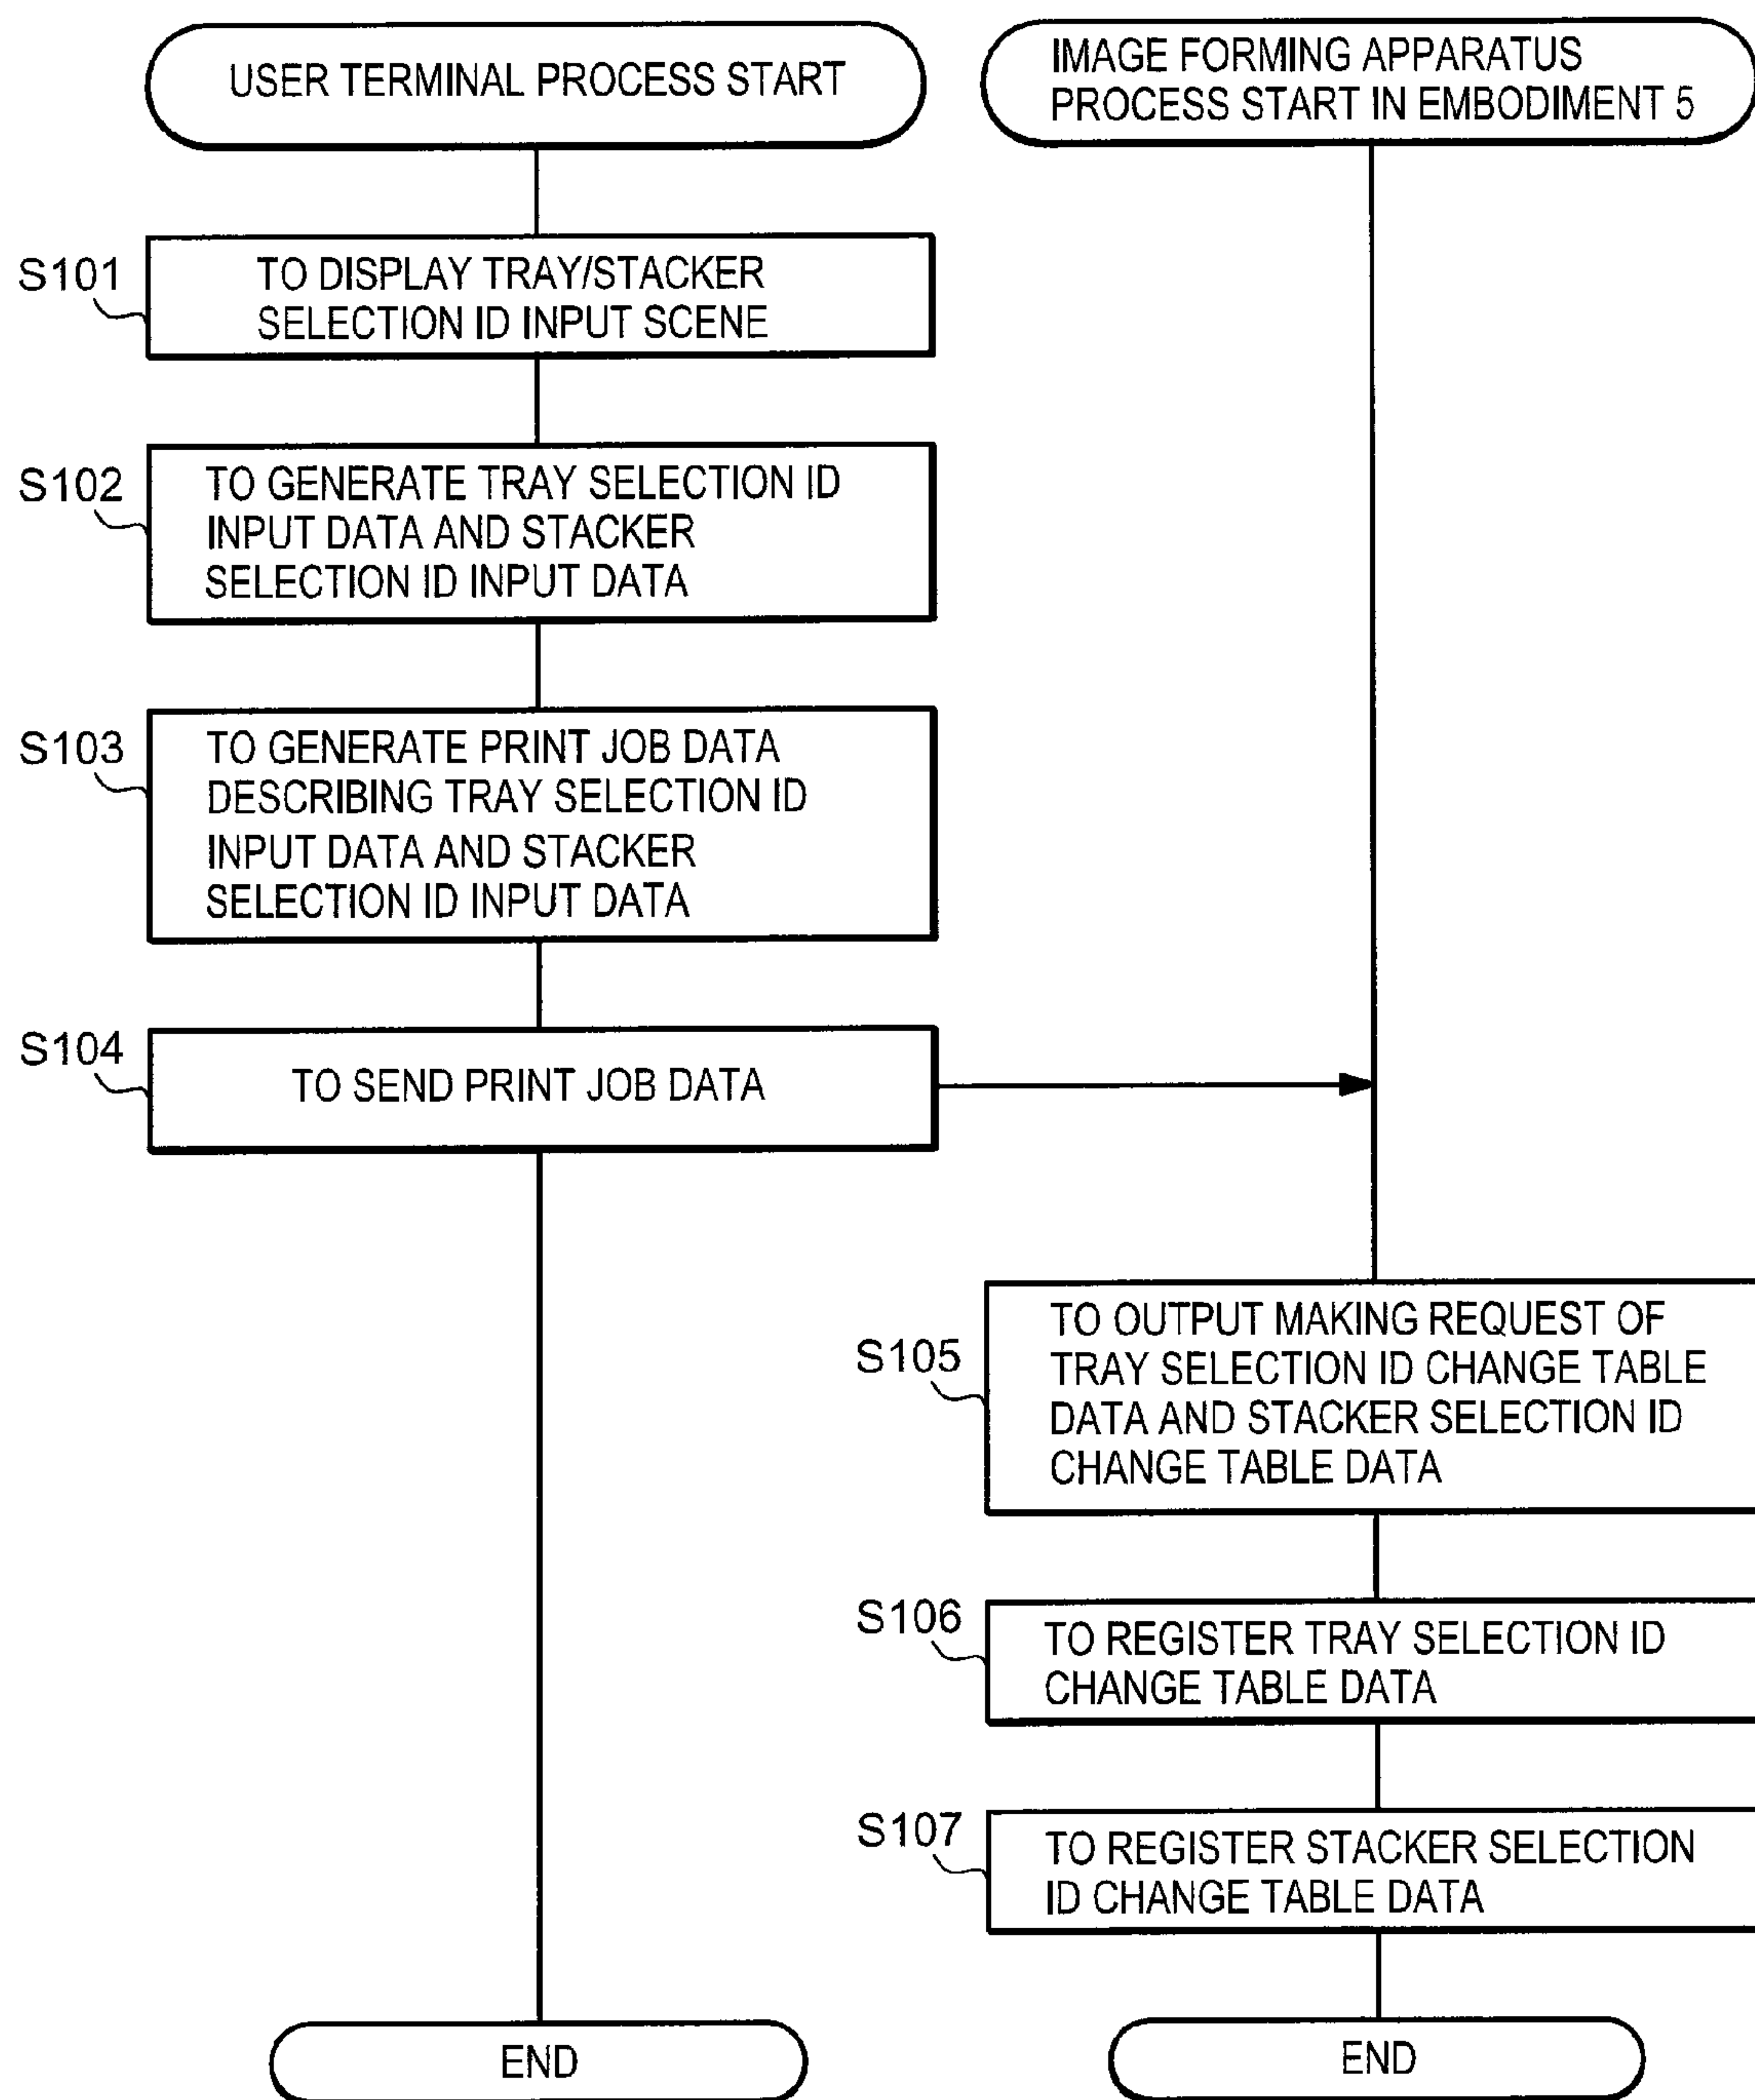 USER TERMINAL PROCESS START
IMAGE FORMING APPARATUS
PROCESS START IN EMBODIMENT 5
S101
TO DISPLAY TRAY/STACKER
SELECTION ID INPUT SCENE
S102
TO GENERATE TRAY SELECTION ID
INPUT DATA AND STACKER
SELECTION ID INPUT DATA
S103
TO GENERATE PRINT JOB DATA
DESCRIBING TRAY SELECTION ID
INPUT DATA AND STACKER
SELECTION ID INPUT DATA
S104
TO SEND PRINT JOB DATA
S105
TO OUTPUT MAKING REQUEST OF
TRAY SELECTION ID CHANGE TABLE
DATA AND STACKER SELECTION ID
CHANGE TABLE DATA
S106
TO REGISTER TRAY SELECTION ID
CHANGE TABLE DATA
S107
TO REGISTER STACKER SELECTION
ID CHANGE TABLE DATA
END
END